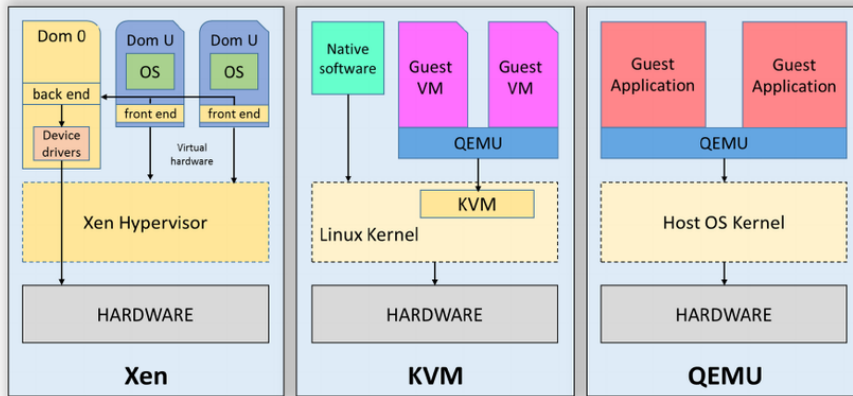 Dom 0
Dom U
Dom U
OS
OS
back end
front end
front end
Device
drivers
Virtual
hardware
Xen Hypervisor
HARDWARE
Xen
Native
software
Guest
VM
Guest
VM
QEMU
KVM
Linux Kernel
HARDWARE
KVM
Guest
Application
Guest
Application
QEMU
Host OS Kernel
HARDWARE
QEMU